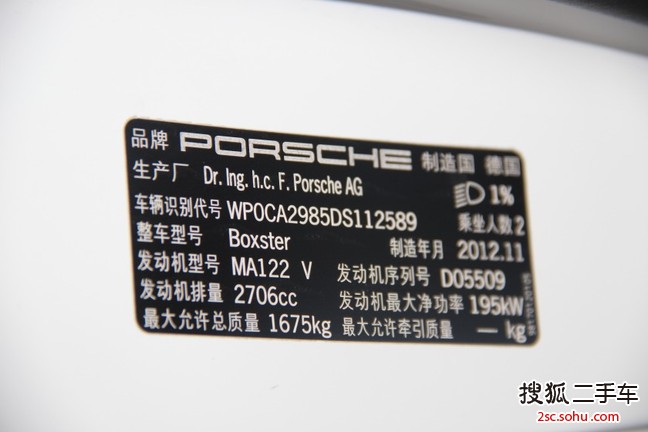 品牌 PORSCHE 制造国 德国
生产厂 Dr. Ing. h.c. F. Porsche AG 1%
车辆识别代号 WP0CA2985DS112589 乘坐人数 2
整车型号 Boxster 制造年月 2012.11
发动机型号 MA122 V 发动机序列号 D05509
发动机排量 2706cc 发动机最大净功率 195kW
最大允许总质量 1675kg 最大允许牵引质量 — kg
搜狐二手车
2sc.sohu.com